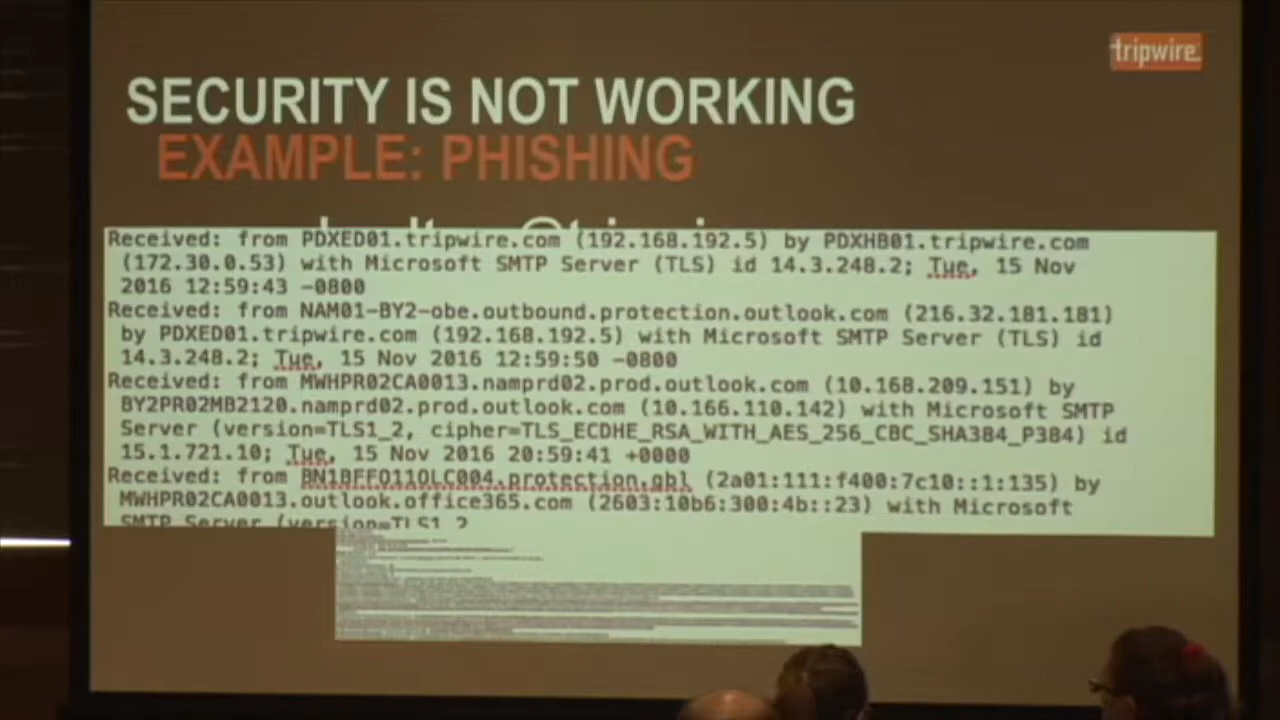 tripwire
SECURITY IS NOT WORKING
EXAMPLE: PHISHING
Received: from PDXED01.tripwire.com (192.168.192.5) by PDXHB01.tripwire.com
(172.30.0.53) with Microsoft SMTP Server (TLS) id 14.3.248.2; Tue, 15 Nov
2016 12:59:43 -0800
Received: from NAM01-BY2-obe.outbound.protection.outlook.com (216.32.181.181)
by PDXED01.tripwire.com (192.168.192.5) with Microsoft SMTP Server (TLS) id
14.3.248.2; Tue, 15 Nov 2016 12:59:50 -0800
Received: from MWHPR02CA0013.namprd02.prod.outlook.com (10.168.209.151) by
BY2PR02MB2120.namprd02.prod.outlook.com (10.166.110.142) with Microsoft SMTP
Server (version=TLS1_2, cipher=TLS_ECDHE_RSA_WITH_AES_256_CBC_SHA384_P384) id
15.1.721.10; Tue, 15 Nov 2016 20:59:41 +0000
Received: from BN1BFFO11OLC004.protection.gbl (2a01:111:f400:7c10::1:135) by
MWHPR02CA0013.outlook.office365.com (2603:10b6:300:4b::23) with Microsoft
SMTP Server (version=TLS1_2